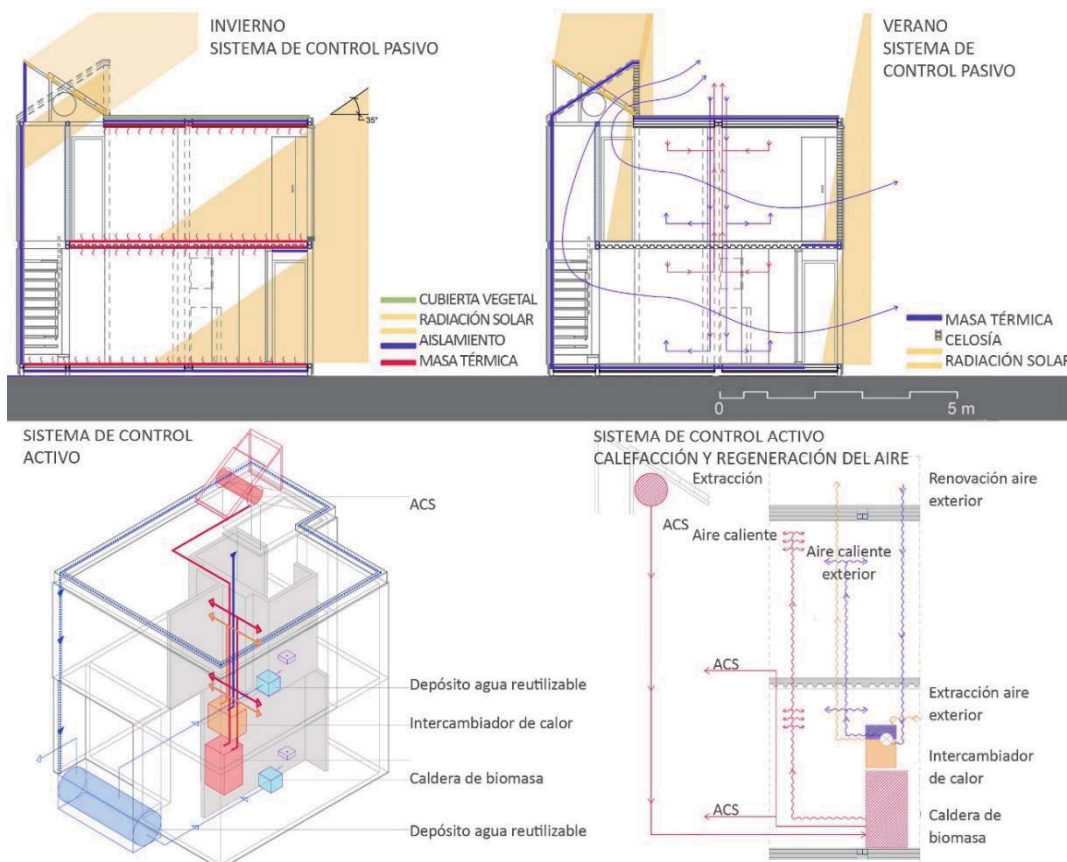 INVIERNO
SISTEMA DE CONTROL PASIVO
35°
CUBIERTA VEGETAL
RADIACIÓN SOLAR
AISLAMIENTO
MASA TÉRMICA
VERANO
SISTEMA DE
CONTROL PASIVO
MASA TÉRMICA
CELOSÍA
RADIACIÓN SOLAR
0
5 m
SISTEMA DE CONTROL
ACTIVO
ACS
Depósito agua reutilizable
Intercambiador de calor
Caldera de biomasa
Depósito agua reutilizable
SISTEMA DE CONTROL ACTIVO
CALEFACCIÓN Y REGENERACIÓN DEL AIRE
Extracción
Renovación aire
exterior
ACS
Aire caliente
Aire caliente
exterior
ACS
Extracción aire
exterior
Intercambiador
de calor
ACS
Caldera de
biomasa